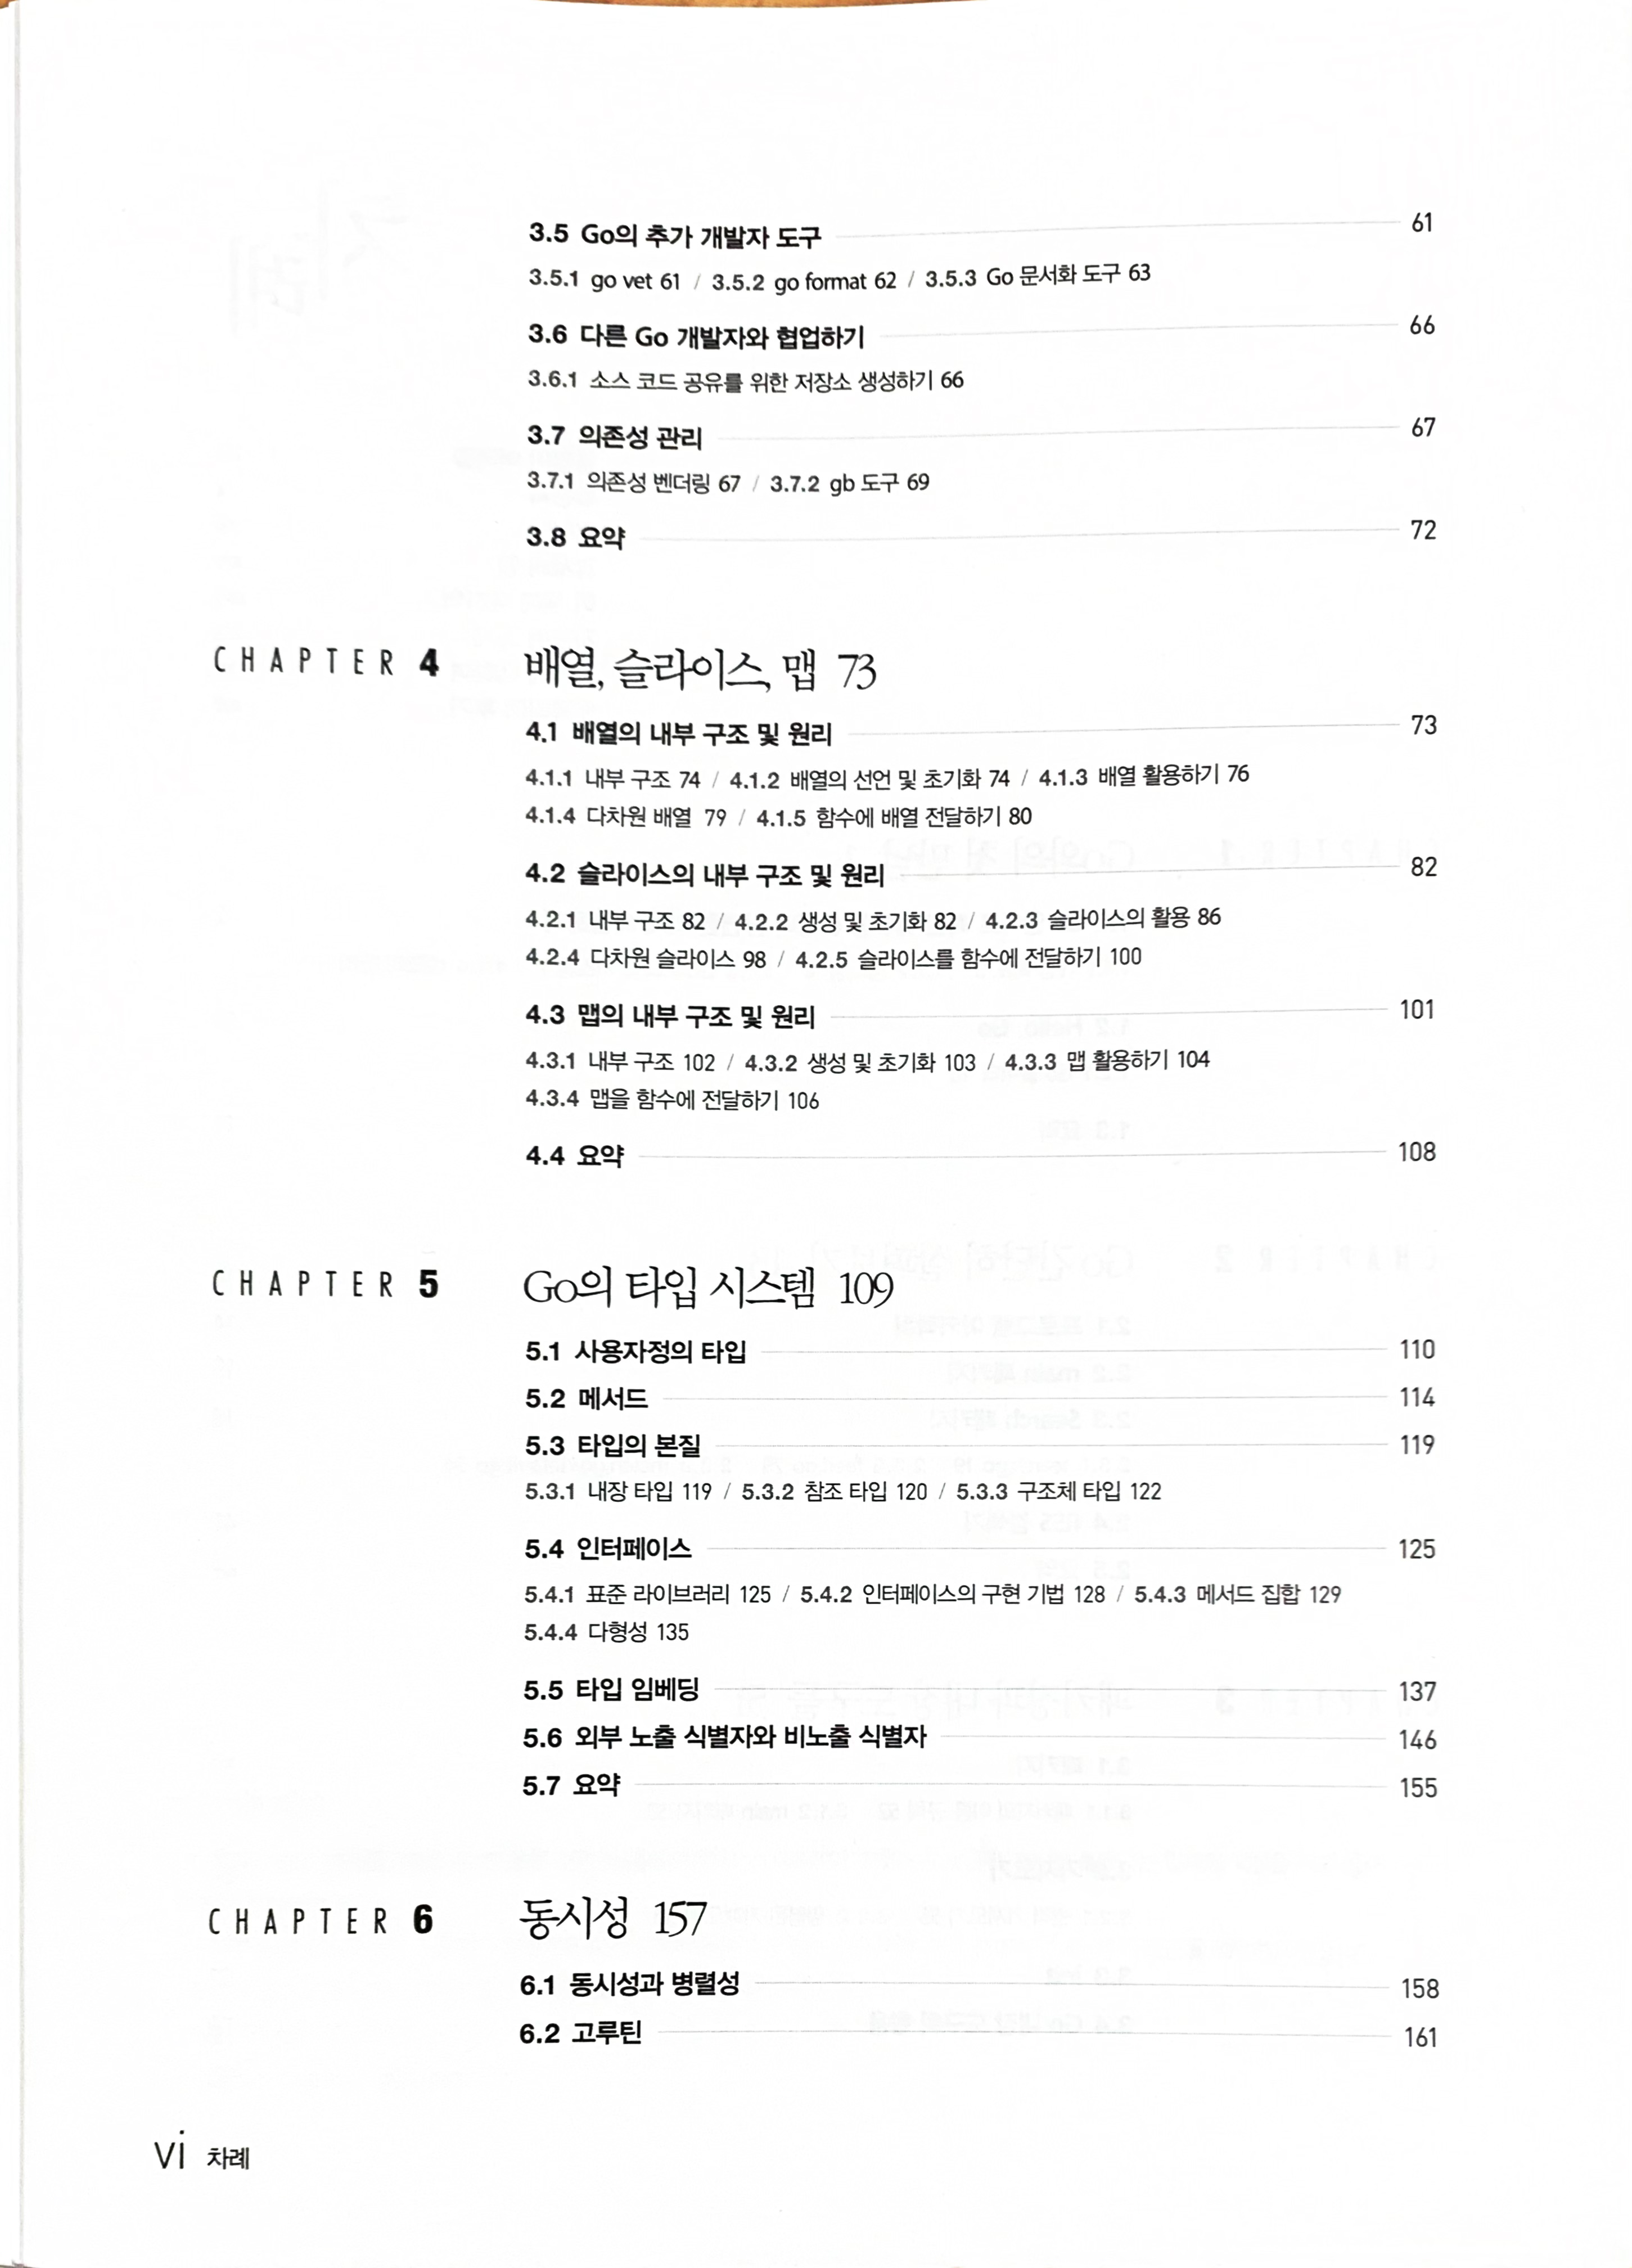 3.5 Go의 추가 개발자 도구 61
3.5.1 go vet 61 / 3.5.2 go format 62 / 3.5.3 Go 문서화 도구 63
3.6 다른 Go 개발자와 협업하기 66
3.6.1 소스 코드 공유를 위한 저장소 생성하기 66
3.7 의존성 관리 67
3.7.1 의존성 벤더링 67 / 3.7.2 gb 도구 69
3.8 요약 72
CHAPTER 4 배열, 슬라이스, 맵 73
4.1 배열의 내부 구조 및 원리 73
4.1.1 내부 구조 74 / 4.1.2 배열의 선언 및 초기화 74 / 4.1.3 배열 활용하기 76
4.1.4 다차원 배열 79 / 4.1.5 함수에 배열 전달하기 80
4.2 슬라이스의 내부 구조 및 원리 82
4.2.1 내부 구조 82 / 4.2.2 생성 및 초기화 82 / 4.2.3 슬라이스의 활용 86
4.2.4 다차원 슬라이스 98 / 4.2.5 슬라이스를 함수에 전달하기 100
4.3 맵의 내부 구조 및 원리 101
4.3.1 내부 구조 102 / 4.3.2 생성 및 초기화 103 / 4.3.3 맵 활용하기 104
4.3.4 맵을 함수에 전달하기 106
4.4 요약 108
CHAPTER 5 Go의 타입 시스템 109
5.1 사용자정의 타입 110
5.2 메서드 114
5.3 타입의 본질 119
5.3.1 내장 타입 119 / 5.3.2 참조 타입 120 / 5.3.3 구조체 타입 122
5.4 인터페이스 125
5.4.1 표준 라이브러리 125 / 5.4.2 인터페이스의 구현 기법 128 / 5.4.3 메서드 집합 129
5.4.4 다형성 135
5.5 타입 임베딩 137
5.6 외부 노출 식별자와 비노출 식별자 146
5.7 요약 155
CHAPTER 6 동시성 157
6.1 동시성과 병렬성 158
6.2 고루틴 161
vi 차례